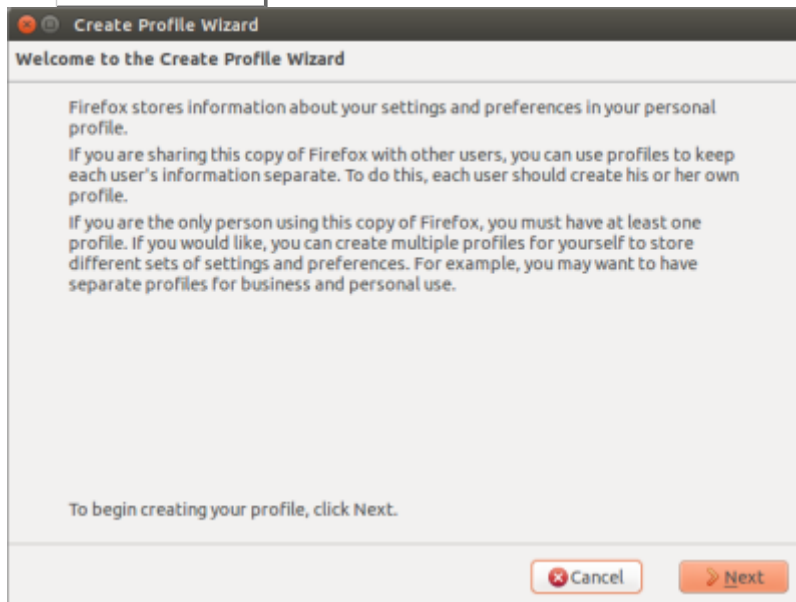 Create Profile Wizard
Welcome to the Create Profile Wizard
Firefox stores information about your settings and preferences in your personal
profile.
If you are sharing this copy of Firefox with other users, you can use profiles to keep
each user's information separate. To do this, each user should create his or her own
profile.
If you are the only person using this copy of Firefox, you must have at least one
profile. If you would like, you can create multiple profiles for yourself to store
different sets of settings and preferences. For example, you may want to have
separate profiles for business and personal use.
To begin creating your profile, click Next.
Cancel Next